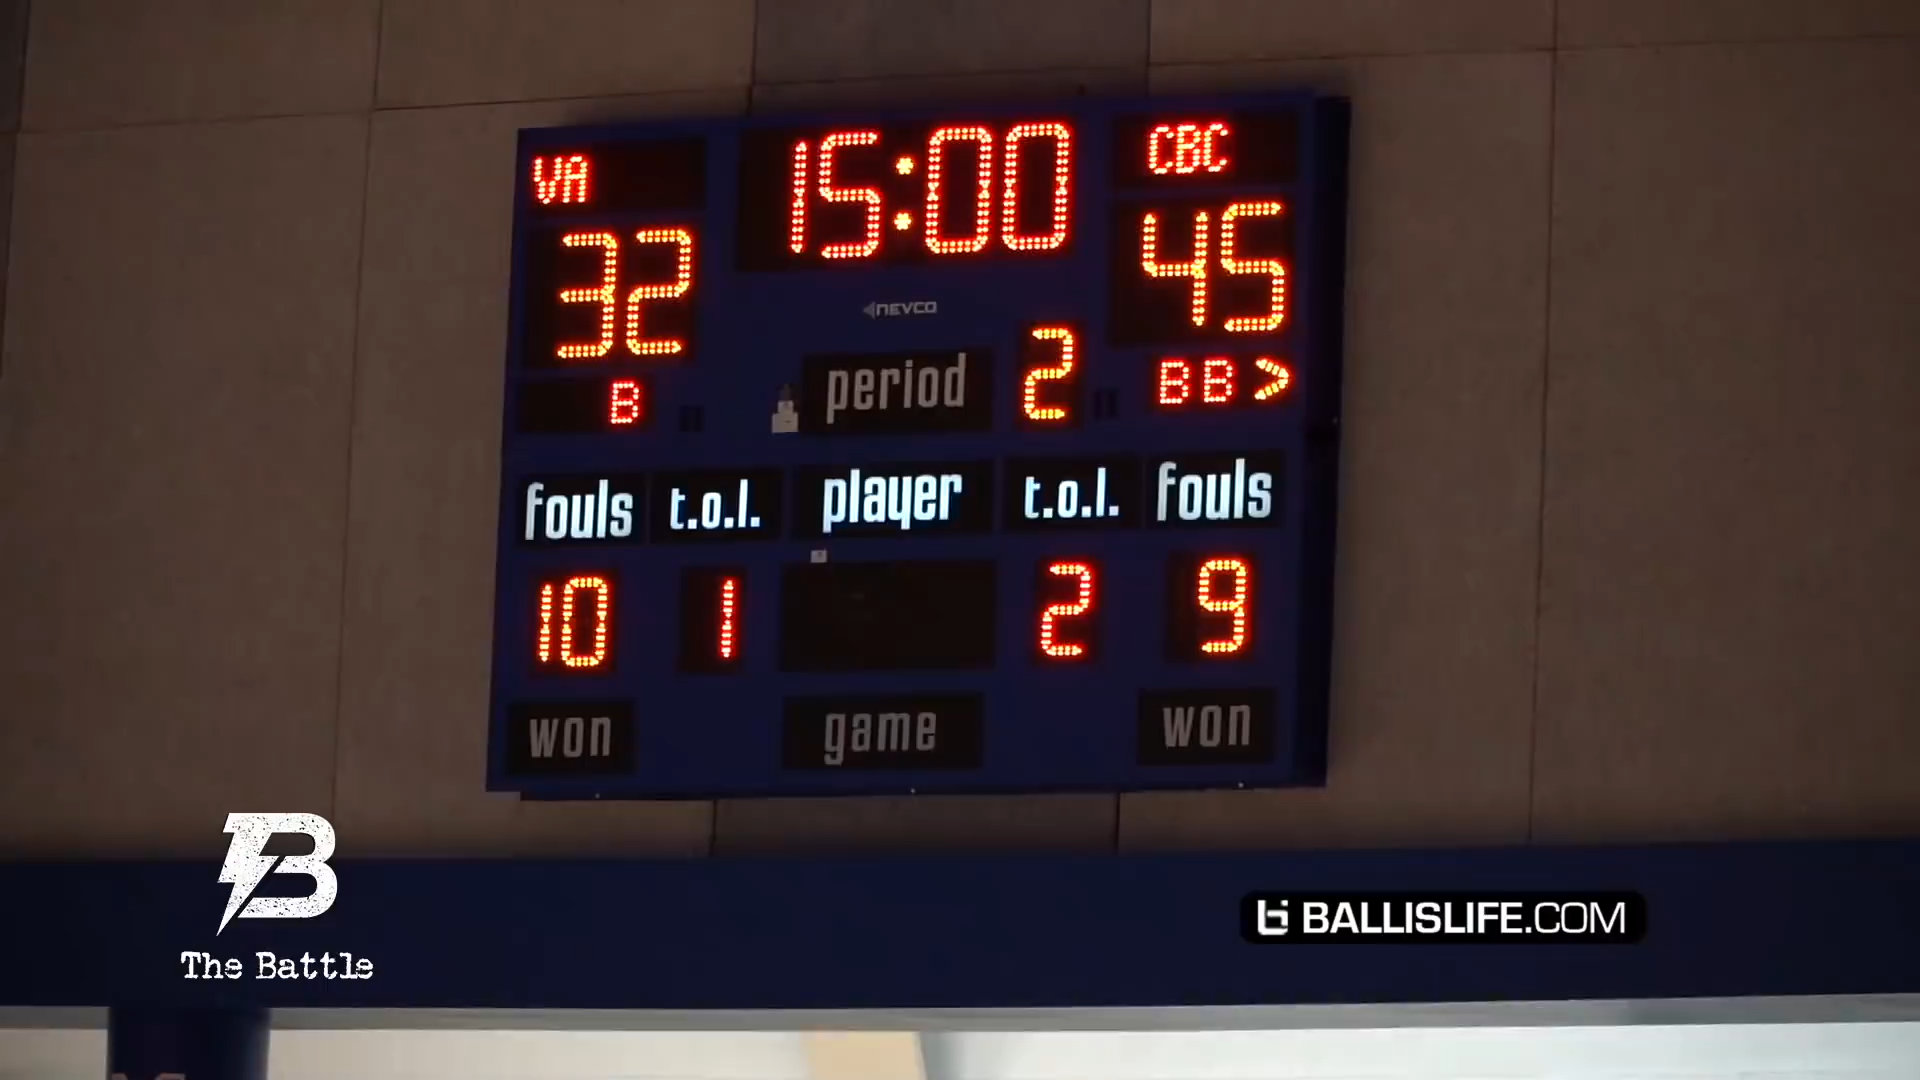 VA 15:00 CBC
32 45
NEVCO
B period 2 BB >
fouls t.o.l. player t.o.l. fouls
10 1 2 9
won game won
B
The Battle
BALLISLIFE.COM